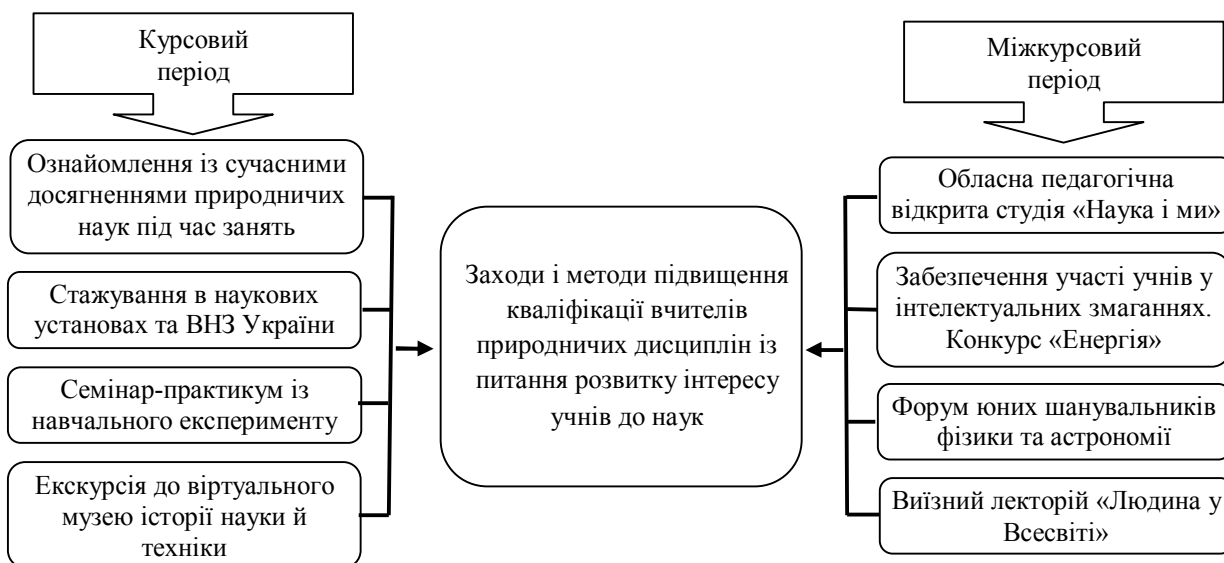 Курсовий
період
Ознайомлення із сучасними
досягненнями природничих
наук під час занять
Стажування в наукових
установах та ВНЗ України
Семінар-практикум із
навчального експерименту
Екскурсія до віртуального
музею історії науки й
техніки
Заходи і методи підвищення
кваліфікації вчителів
природничих дисциплін із
питання розвитку інтересу
учнів до наук
Міжкурсовий
період
Обласна педагогічна
відкрита студія «Наука і ми»
Забезпечення участі учнів у
інтелектуальних змаганнях.
Конкурс «Енергія»
Форум юних шанувальників
фізики та астрономії
Виїзний лекторій «Людина у
Всесвіті»